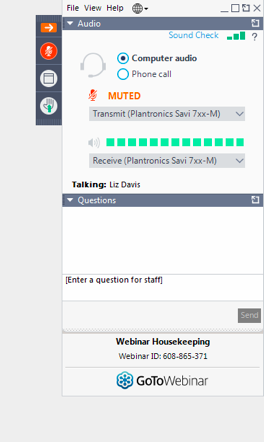 File View Help
Audio
Sound Check ?
Computer audio
Phone call
MUTED
Transmit (Plantronics Savi 7xx-M)
Receive (Plantronics Savi 7xx-M)
Talking: Liz Davis
Questions
[Enter a question for staff]
Send
Webinar Housekeeping
Webinar ID: 608-865-371
GoToWebinar